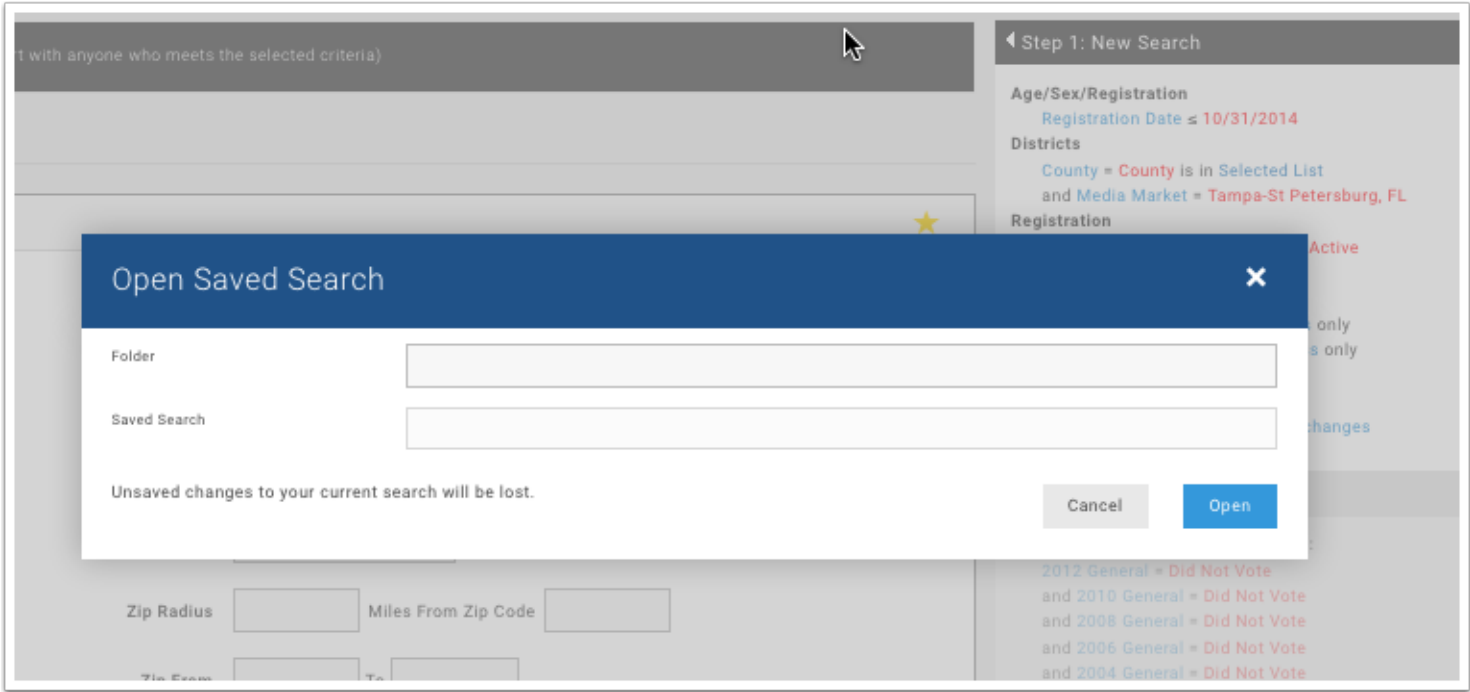 with anyone who meets the selected criteria)
Step 1: New Search
Age/Sex/Registration
Registration Date ≤ 10/31/2014
Districts
County = County is in Selected List
and Media Market = Tampa-St Petersburg, FL
Registration
Active
only
only
changes
Open Saved Search
Folder
Saved Search
Unsaved changes to your current search will be lost.
Cancel
Open
2012 General = Did Not Vote
and 2010 General = Did Not Vote
and 2008 General = Did Not Vote
and 2006 General = Did Not Vote
and 2004 General = Did Not Vote
Zip Radius
Miles From Zip Code
Zip From
To